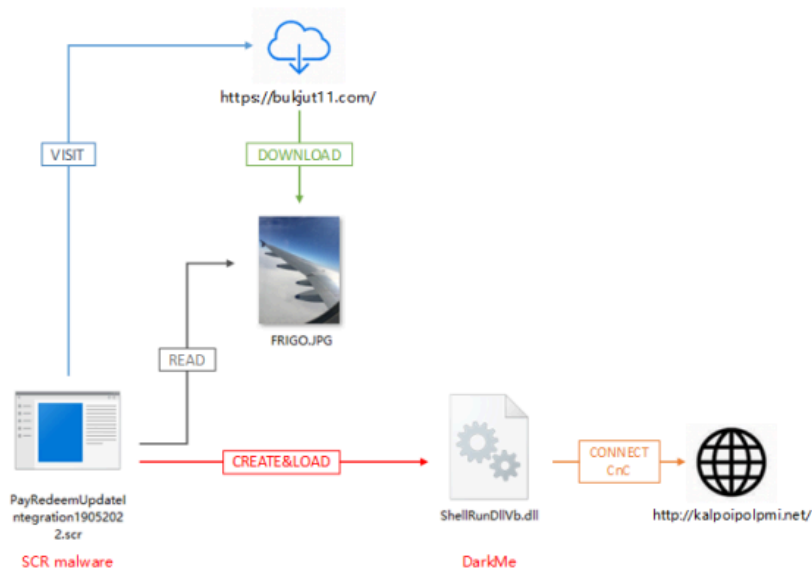 https://bukjut11.com/
VISIT
DOWNLOAD
FRIGO.JPG
READ
CREATE&LOAD
CONNECT
CnC
PayRedeemUpdateI
ntegration1905202
2.scr
ShellRunDllVb.dll
http://kalpoipolpmi.net/
SCR malware
DarkMe